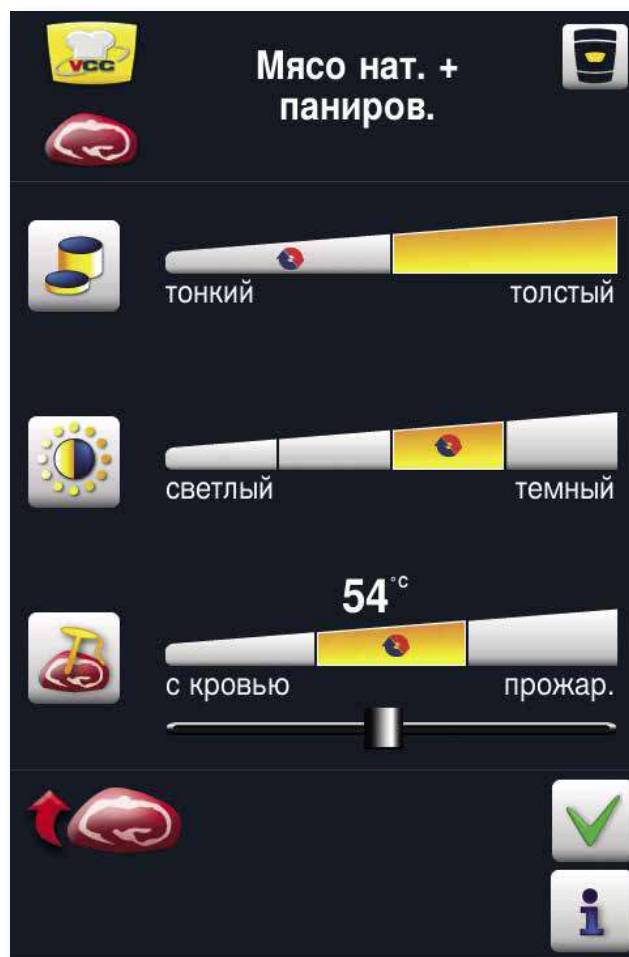 VCC
Мясо нат. +
паниров.
тонкий толстый
светлый темный
54°C
с кровью прожар.
i